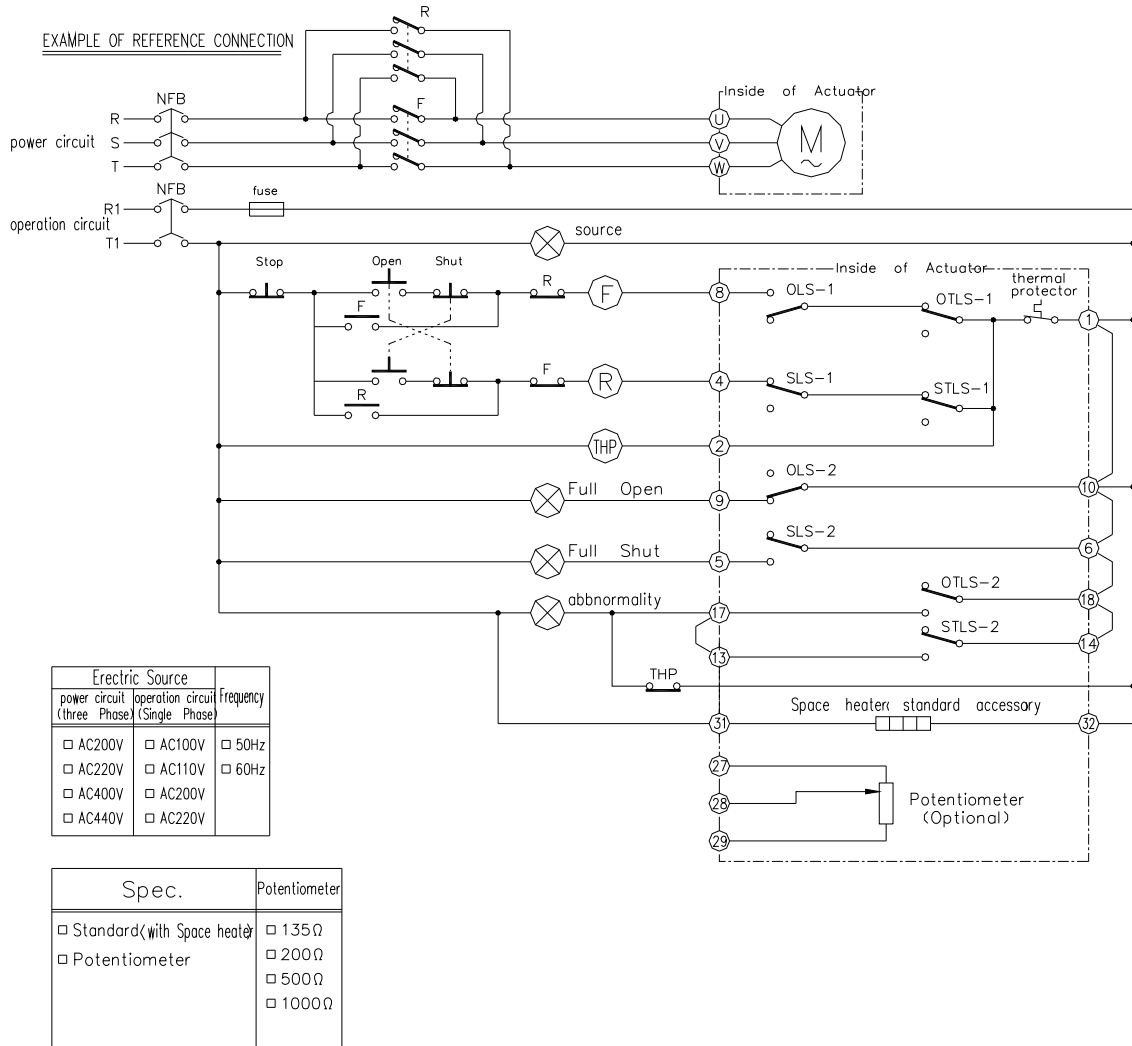 EXAMPLE OF REFERENCE CONNECTION
R
NFB
F
Inside of Actuator
R
S
T
power circuit
U
V
W
M
NFB
fuse
R1
T1
operation circuit
source
Stop
Open
Shut
R
F
F
8
Inside of Actuator
OLS-1
OTLS-1
thermal
protector
1
R
F
R
4
SLS-1
STLS-1
THP
2
Full Open
9
OLS-2
10
Full Shut
5
SLS-2
6
abbnormality
17
OTLS-2
18
13
STLS-2
14
THP
31
Space heater( standard accessory
32
27
28
29
Potentiometer
(Optional)
Erectric Source
power circuit
(three Phase)
operation circuit
(Single Phase)
Frequency
□ AC200V □ AC100V □ 50Hz
□ AC220V □ AC110V □ 60Hz
□ AC400V □ AC200V
□ AC440V □ AC220V
Spec. Potentiometer
□ Standard(with Space heater) □ 135Ω
□ Potentiometer □ 200Ω
□ 500Ω
□ 1000Ω